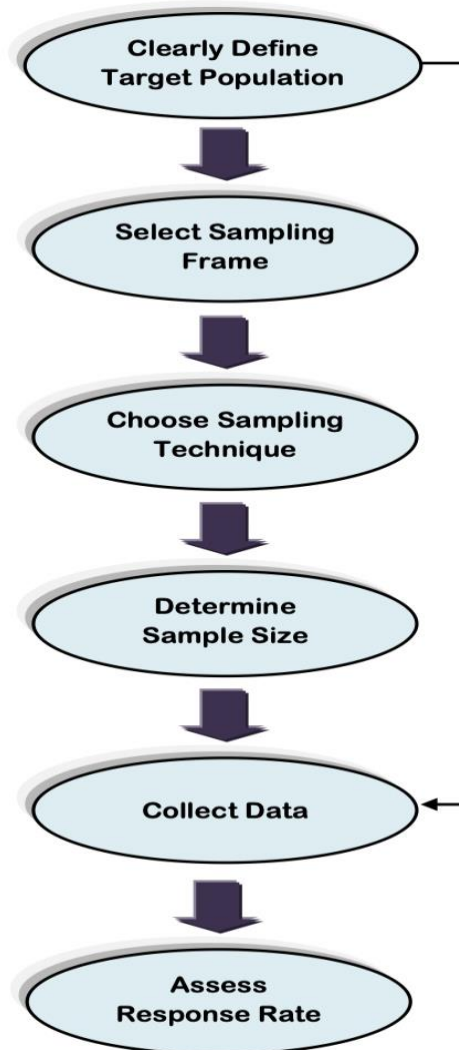 Clearly Define
Target Population
Select Sampling
Frame
Choose Sampling
Technique
Determine
Sample Size
Collect Data
Assess
Response Rate